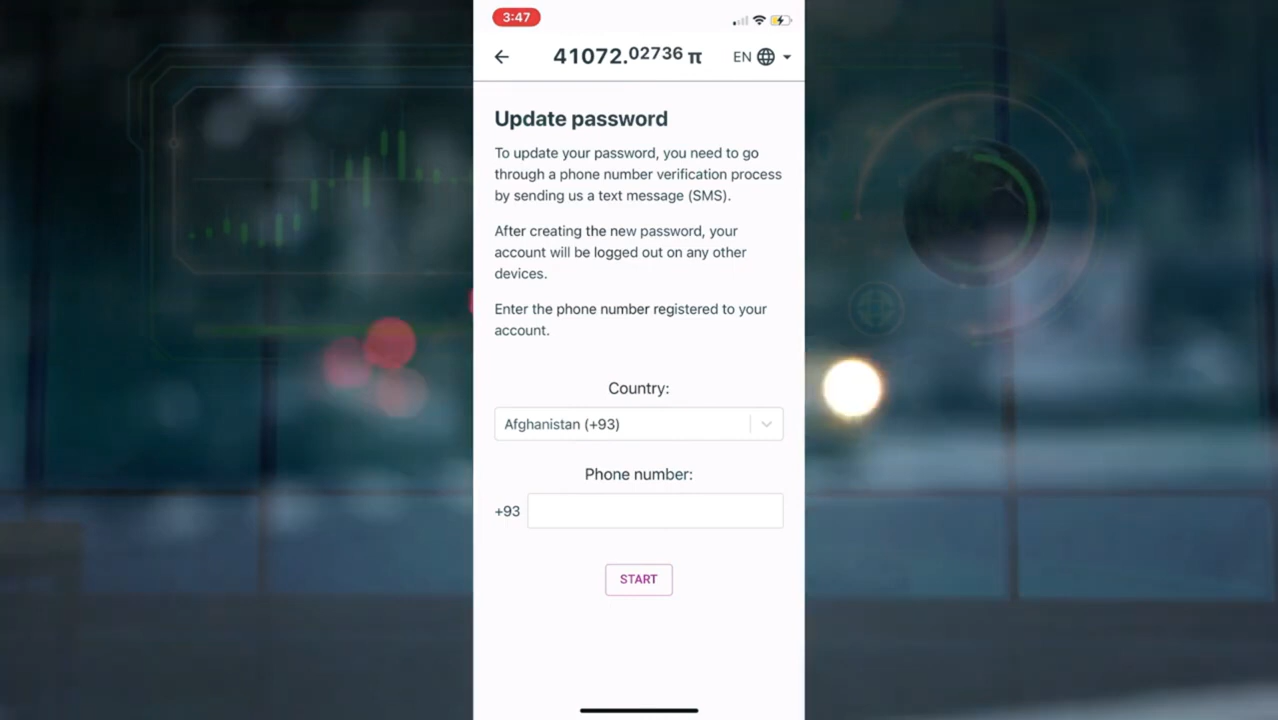 3:47
41072.02736 π EN
Update password
To update your password, you need to go
through a phone number verification process
by sending us a text message (SMS).
After creating the new password, your
account will be logged out on any other
devices.
Enter the phone number registered to your
account.
Country:
Afghanistan (+93)
Phone number:
+93
START